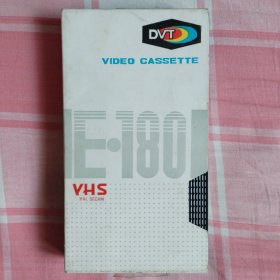 DVT
VIDEO CASSETTE
E·180
VHS
PAL SECAM